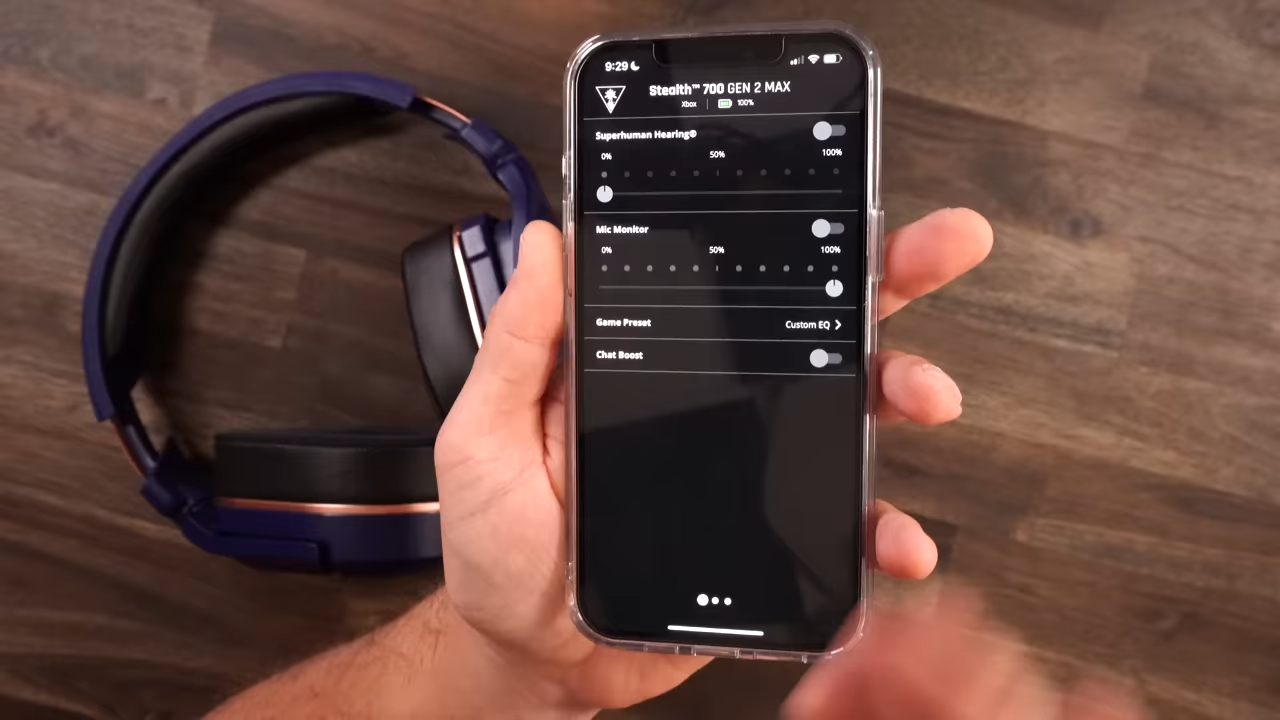 9:29
Stealth™ 700 GEN 2 MAX
Xbox | 100%
Superhuman Hearing®
0% 50% 100%
Mic Monitor
0% 50% 100%
Game Preset Custom EQ
Chat Boost